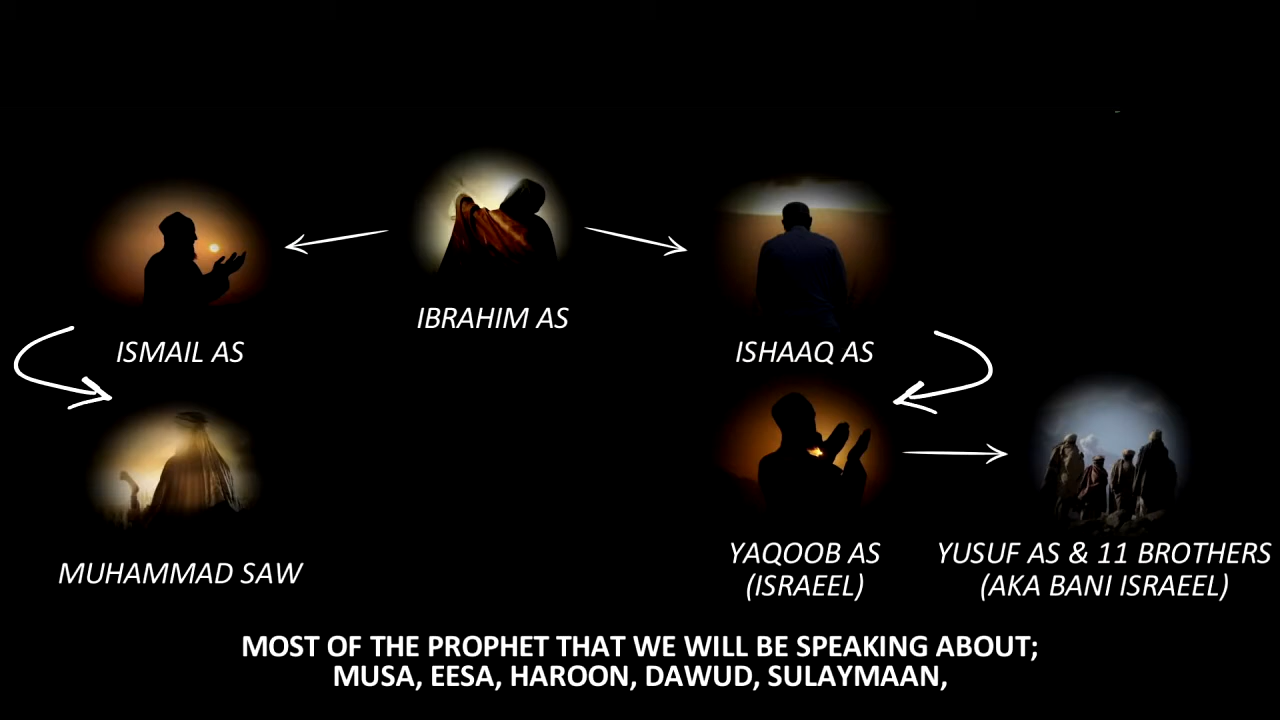 IBRAHIM AS
ISMAIL AS
ISHAAQ AS
MUHAMMAD SAW
YAQOOB AS
(ISRAEEL)
YUSUF AS & 11 BROTHERS
(AKA BANI ISRAEEL)
MOST OF THE PROPHET THAT WE WILL BE SPEAKING ABOUT;
MUSA, EESA, HAROON, DAWUD, SULAYMAAN,